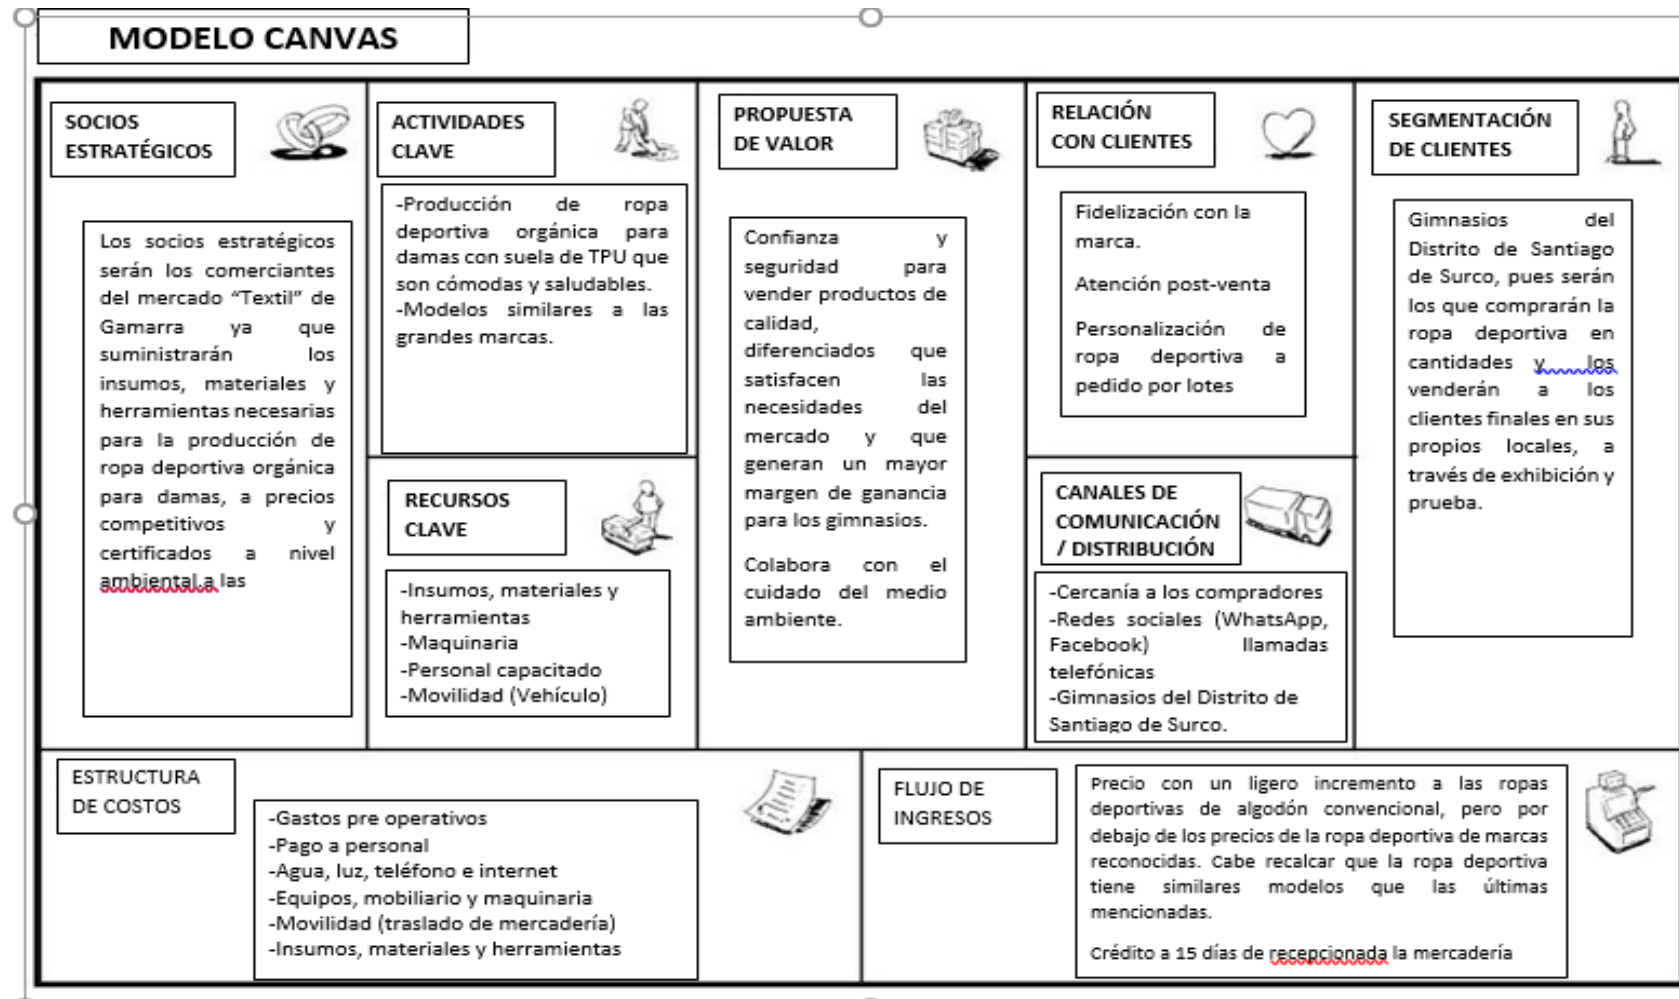 MODELO CANVAS
SOCIOS
ESTRATÉGICOS
Los socios estratégicos
serán los comerciantes
del mercado “Textil” de
Gamarra ya que
suministrarán los
insumos, materiales y
herramientas necesarias
para la producción de
ropa deportiva orgánica
para damas, a precios
competitivos y
certificados a nivel
ambiental.a las
ACTIVIDADES
CLAVE
-Producción de ropa
deportiva orgánica para
damas con suela de TPU que
son cómodas y saludables.
-Modelos similares a las
grandes marcas.
RECURSOS
CLAVE
-Insumos, materiales y
herramientas
-Maquinaria
-Personal capacitado
-Movilidad (Vehículo)
PROPUESTA
DE VALOR
Confianza y
seguridad para
vender productos de
calidad,
diferenciados que
satisfacen las
necesidades del
mercado y que
generan un mayor
margen de ganancia
para los gimnasios.
Colabora con el
cuidado del medio
ambiente.
RELACIÓN
CON CLIENTES
Fidelización con la
marca.
Atención post-venta
Personalización de
ropa deportiva a
pedido por lotes
CANALES DE
COMUNICACIÓN
/ DISTRIBUCIÓN
-Cercanía a los compradores
-Redes sociales (WhatsApp,
Facebook) llamadas
telefónicas
-Gimnasios del Distrito de
Santiago de Surco.
SEGMENTACIÓN
DE CLIENTES
Gimnasios del
Distrito de Santiago
de Surco, pues serán
los que comprarán la
ropa deportiva en
cantidades y los
venderán a los
clientes finales en sus
propios locales, a
través de exhibición y
prueba.
ESTRUCTURA
DE COSTOS
-Gastos pre operativos
-Pago a personal
-Agua, luz, teléfono e internet
-Equipos, mobiliario y maquinaria
-Movilidad (traslado de mercadería)
-Insumos, materiales y herramientas
FLUJO DE
INGRESOS
Precio con un ligero incremento a las ropas
deportivas de algodón convencional, pero por
debajo de los precios de la ropa deportiva de marcas
reconocidas. Cabe recalcar que la ropa deportiva
tiene similares modelos que las últimas
mencionadas.
Crédito a 15 días de recepcionada la mercadería